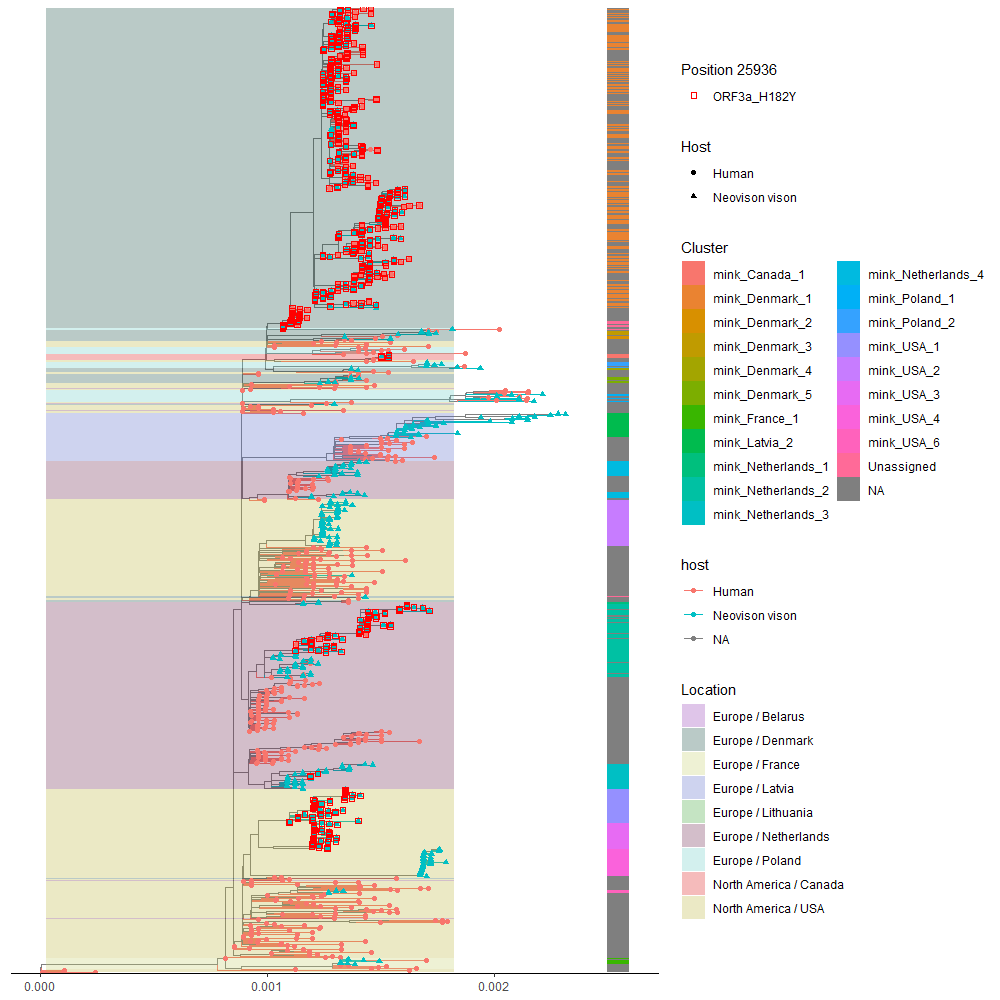 Position 25936
ORF3a_H182Y
Host
Human
Neovison vison
Cluster
mink_Canada_1
mink_Denmark_1
mink_Denmark_2
mink_Denmark_3
mink_Denmark_4
mink_Denmark_5
mink_France_1
mink_Latvia_2
mink_Netherlands_1
mink_Netherlands_2
mink_Netherlands_3
mink_Netherlands_4
mink_Poland_1
mink_Poland_2
mink_USA_1
mink_USA_2
mink_USA_3
mink_USA_4
mink_USA_6
Unassigned
NA
host
Human
Neovison vison
NA
Location
Europe / Belarus
Europe / Denmark
Europe / France
Europe / Latvia
Europe / Lithuania
Europe / Netherlands
Europe / Poland
North America / Canada
North America / USA
0.000
0.001
0.002